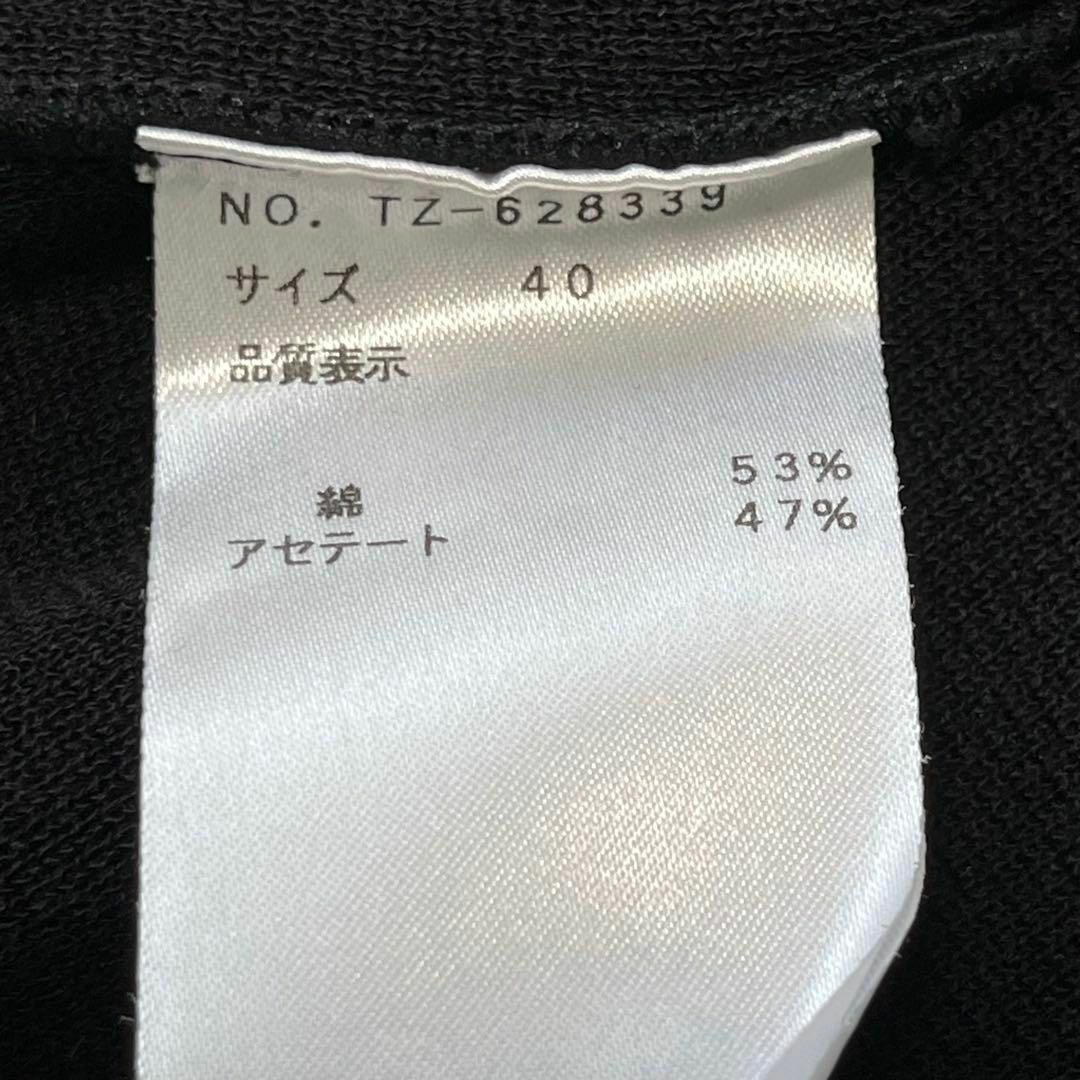 NO. TZ-628339
サイズ 40
品質表示
綿 53%
アセテート 47%